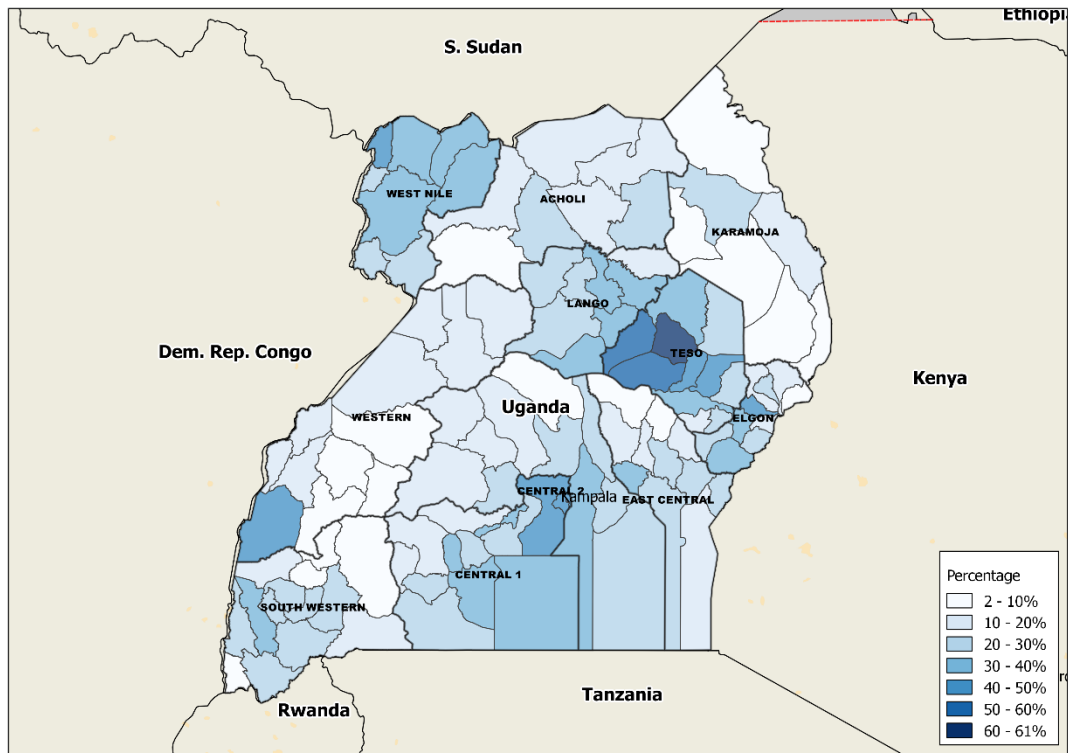 Ethiopia
S. Sudan
WEST NILE
ACHOLI
KARAMOJA
LANGO
Dem. Rep. Congo
TESO
Kenya
WESTERN
Uganda
ELGON
CENTRAL 2
Kampala
EAST CENTRAL
CENTRAL 1
SOUTH WESTERN
Tanzania
Rwanda
Percentage
2 - 10%
10 - 20%
20 - 30%
30 - 40%
40 - 50%
50 - 60%
60 - 61%